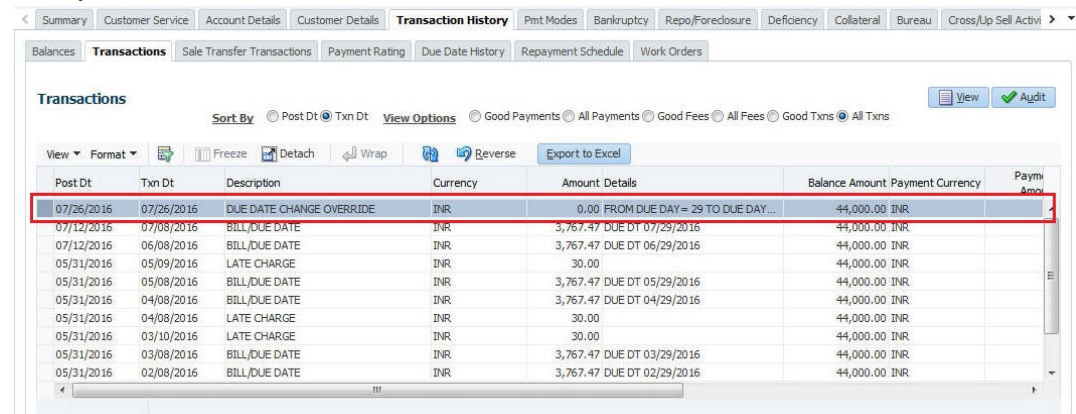 Summary Customer Service Account Details Customer Details Transaction History Pmt Modes Bankruptcy Repo/Foreclosure Deficiency Collateral Bureau Cross/Up Sell Activi
Balances Transactions Sale Transfer Transactions Payment Rating Due Date History Repayment Schedule Work Orders
Transactions View Audit
Sort By Post Dt Txn Dt View Options Good Payments All Payments Good Fees All Fees Good Txns All Txns
View Format Freeze Detach Wrap Reverse Export to Excel
Post Dt Txn Dt Description Currency Amount Details Balance Amount Payment Currency Payme
Amou
07/26/2016 07/26/2016 DUE DATE CHANGE OVERRIDE INR 0.00 FROM DUE DAY= 29 TO DUE DAY... 44,000.00 INR
07/12/2016 07/08/2016 BILL/DUE DATE INR 3,767.47 DUE DT 07/29/2016 44,000.00 INR
07/12/2016 06/08/2016 BILL/DUE DATE INR 3,767.47 DUE DT 06/29/2016 44,000.00 INR
05/31/2016 05/09/2016 LATE CHARGE INR 30.00 44,000.00 INR
05/31/2016 05/08/2016 BILL/DUE DATE INR 3,767.47 DUE DT 05/29/2016 44,000.00 INR
05/31/2016 04/08/2016 BILL/DUE DATE INR 3,767.47 DUE DT 04/29/2016 44,000.00 INR
05/31/2016 04/08/2016 LATE CHARGE INR 30.00 44,000.00 INR
05/31/2016 03/10/2016 LATE CHARGE INR 30.00 44,000.00 INR
05/31/2016 03/08/2016 BILL/DUE DATE INR 3,767.47 DUE DT 03/29/2016 44,000.00 INR
05/31/2016 02/08/2016 BILL/DUE DATE INR 3,767.47 DUE DT 02/29/2016 44,000.00 INR